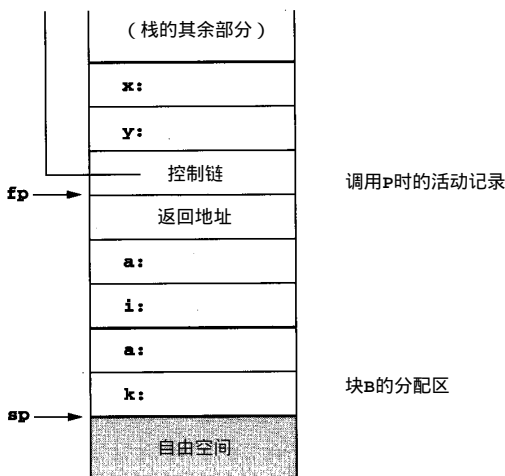 （栈的其余部分）
x:
y:
控制链
fp
调用P时的活动记录
返回地址
a:
i:
a:
k:
块B的分配区
sp
自由空间